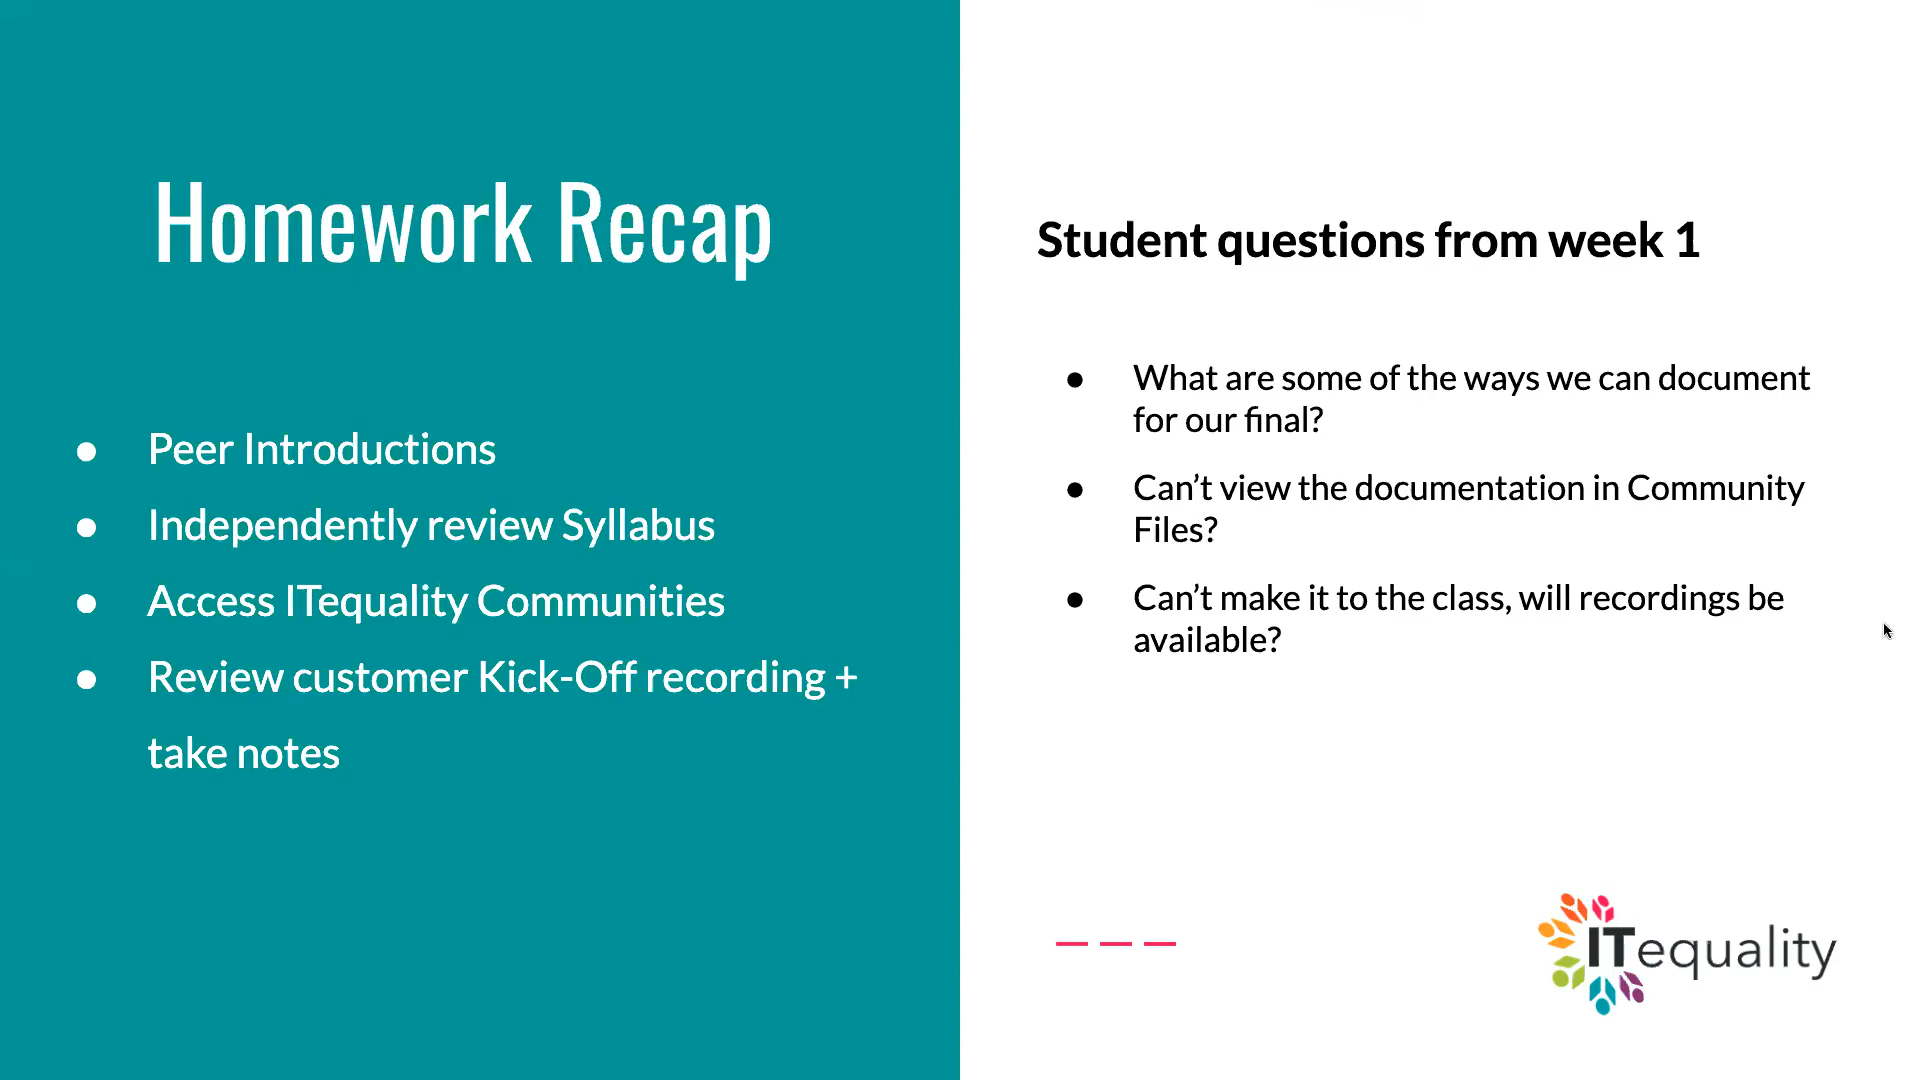 Homework Recap
● Peer Introductions
● Independently review Syllabus
● Access ITequality Communities
● Review customer Kick-Off recording +
take notes
Student questions from week 1
● What are some of the ways we can document
for our final?
● Can’t view the documentation in Community
Files?
● Can’t make it to the class, will recordings be
available?
ITequality